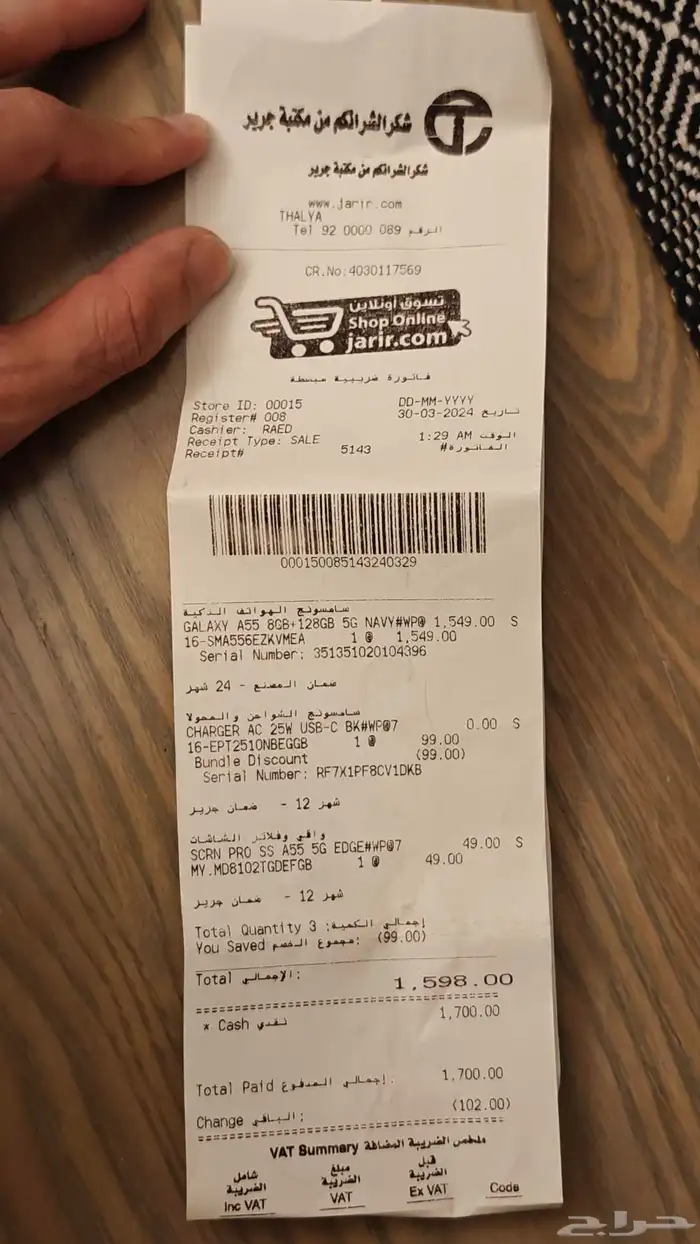 شكرا لشرائكم من مكتبة جرير
شكرا لشرائكم من مكتبة جرير
www.jarir.com
THALYA
Tel 92 0000 089 الرقم
CR.No:4030117569
تسوق أونلاين
Shop Online
jarir.com
فاتورة ضريبية مبسطة
Store ID: 00015 DD-MM-YYYY
Register# 008 30-03-2024 تاريخ
Cashier: RAED
Receipt Type: SALE 1:29 AM الوقت
Receipt# 5143 الفاتورة#
000150085143240329
سامسونج الهواتف الذكية
GALAXY A55 8GB+128GB 5G NAVY#WP@ 1,549.00 S
16-SMA556EZKVMEA 1 @ 1,549.00
Serial Number: 351351020104396
ضمان المصنع - 24 شهر
سامسونج الشواحن والمحولا
CHARGER AC 25W USB-C BK#WP@7 0.00 S
16-EPT2510NBEGGB 1 @ 99.00
Bundle Discount (99.00)
Serial Number: RF7X1PF8CV1DKB
شهر 12 - ضمان جرير
واقي وفلاتر الشاشات
SCRN PRO SS A55 5G EDGE#WP@7 49.00 S
MY.MD8102TGDEFGB 1 @ 49.00
شهر 12 - ضمان جرير
Total Quantity 3 :إجمالي الكمية
You Saved مجموع الخصم: (99.00)
Total الإجمالي: 1,598.00
* Cash نقدي 1,700.00
Total Paid إجمالي المدفوع: 1,700.00
Change الباقي: (102.00)
VAT Summary ملخص الضريبة المضافة
شامل الضريبة مبلغ الضريبة قبل الضريبة
Inc VAT VAT Ex VAT Code
حراج